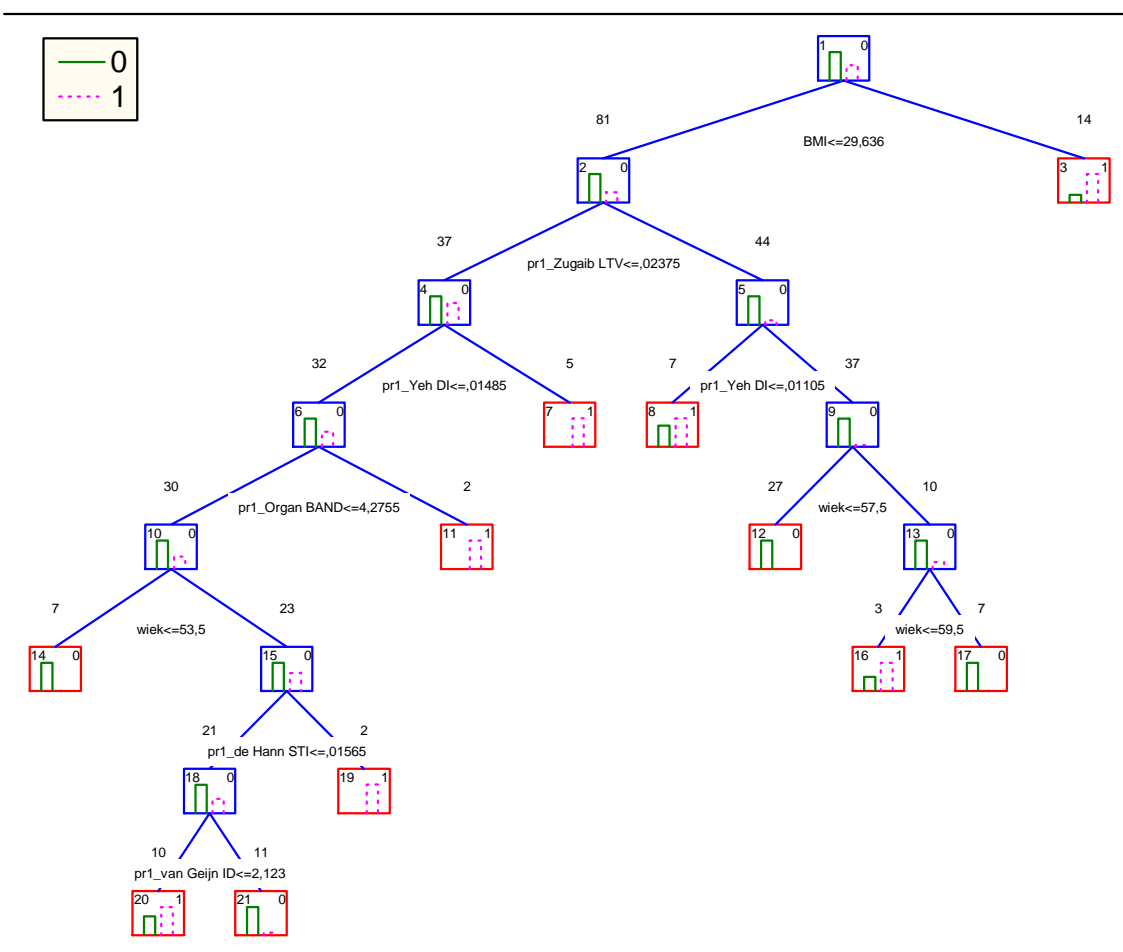 0
1
1 0
81 14
BMI<=29,636
2 0
3 1
37 44
pr1_Zugaib LTV<=,02375
4 0
5 0
32 5 7 37
pr1_Yeh DI<=,01485 pr1_Yeh DI<=,01105
6 0
7 1
8 1
9 0
30 2 27 10
pr1_Organ BAND<=4,2755 wiek<=57,5
10 0
11 1
12 0
13 0
7 23 3 7
wiek<=53,5 wiek<=59,5
14 0
15 0
16 1
17 0
21 2
pr1_de Hann STI<=,01565
18 0
19 1
10 11
pr1_van Geijn ID<=2,123
20 1
21 0